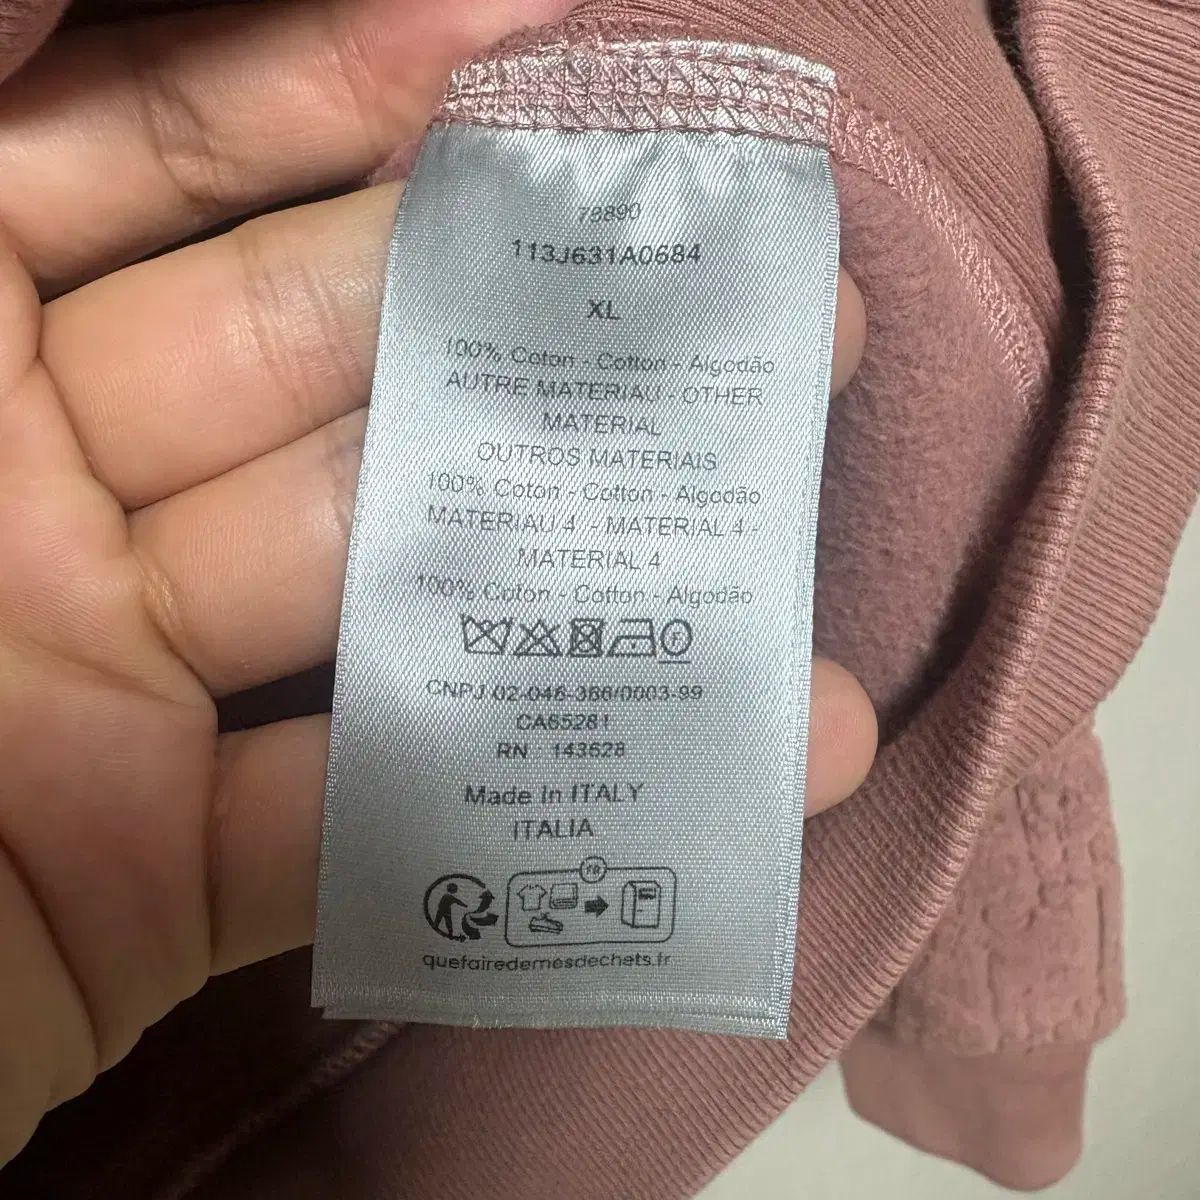 78890
113J631A0684
XL
100% Coton - Cotton - Algodão
AUTRE MATERIAU - OTHER
MATERIAL
OUTROS MATERIAIS
100% Coton - Cotton - Algodão
MATERIAU 4 - MATERIAL 4 -
MATERIAL 4
100% Coton - Cotton - Algodão
F
CNPJ 02-046-366/0003-99
CA65281
RN : 143628
Made In ITALY
ITALIA
FR
quefairedemesdechets.fr